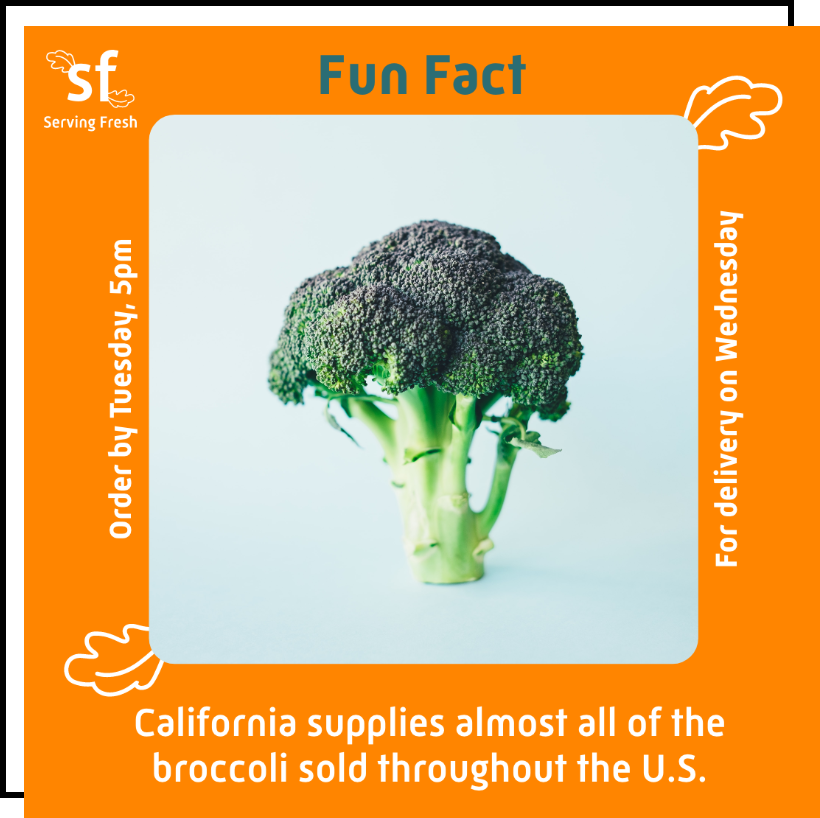 Fun Fact
sf
Serving Fresh
Order by Tuesday, 5pm
For delivery on Wednesday
California supplies almost all of the
broccoli sold throughout the U.S.